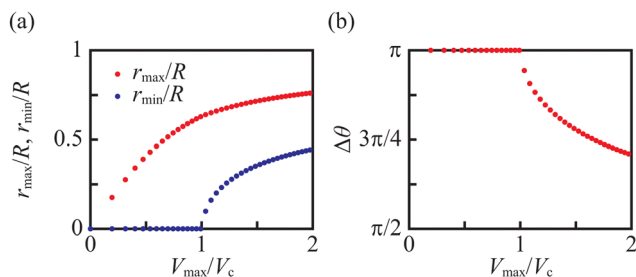 (a)
1
r_max/R
r_min/R
r_max/R, r_min/R
0.5
0
0
1
2
V_max/V_c
(b)
π
Δθ
3π/4
π/2
0
1
2
V_max/V_c